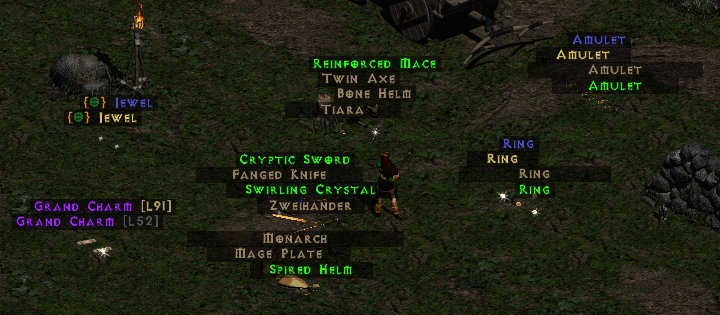 Amulet
Amulet
Amulet
Amulet
Reinforced Mace
Twin Axe
Bone Helm
Tiara
{⊕} Jewel
{⊕} Jewel
Ring
Ring
Ring
Ring
Cryptic Sword
Fanged Knife
Swirling Crystal
Zweihander
Grand Charm [L91]
Grand Charm [L52]
Monarch
Mage Plate
Spired Helm